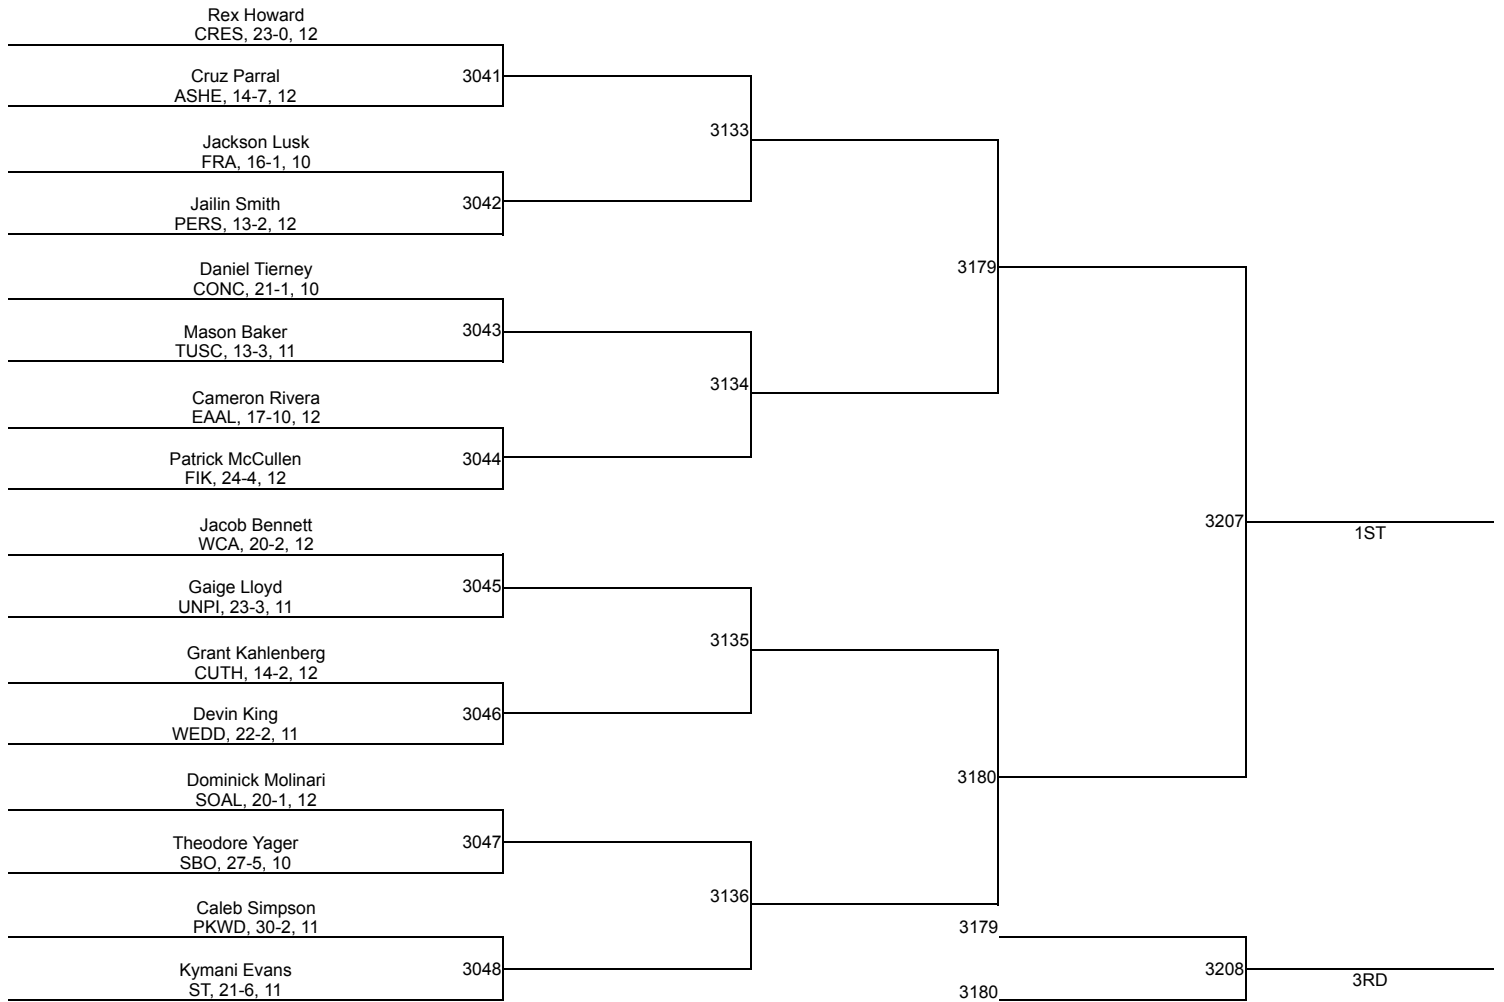 Rex Howard
CRES, 23-0, 12
Cruz Parral
ASHE, 14-7, 12
3041
Jackson Lusk
FRA, 16-1, 10
Jailin Smith
PERS, 13-2, 12
3042
3133
Daniel Tierney
CONC, 21-1, 10
Mason Baker
TUSC, 13-3, 11
3043
Cameron Rivera
EAAL, 17-10, 12
Patrick McCullen
FIK, 24-4, 12
3044
3134
3179
Jacob Bennett
WCA, 20-2, 12
Gaige Lloyd
UNPI, 23-3, 11
3045
Grant Kahlenberg
CUTH, 14-2, 12
Devin King
WEDD, 22-2, 11
3046
3135
Dominick Molinari
SOAL, 20-1, 12
Theodore Yager
SBO, 27-5, 10
3047
Caleb Simpson
PKWD, 30-2, 11
Kymani Evans
ST, 21-6, 11
3048
3136
3180
3207
1ST
3179
3180
3208
3RD